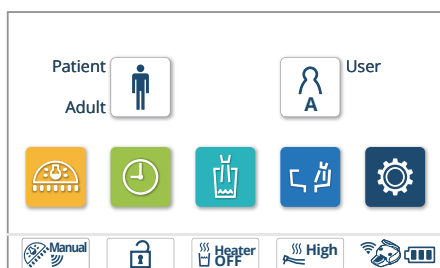 Patient
Adult
User
A
Manual
Heater
OFF
High